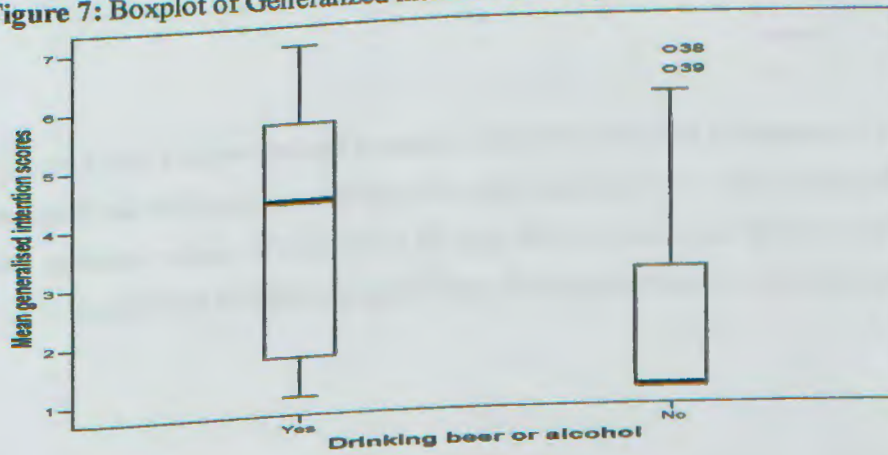 Figure 7: Boxplot of Generalized
7
6
5
4
3
2
1
Mean generalised intention scores
38
39
Yes
No
Drinking beer or alcohol